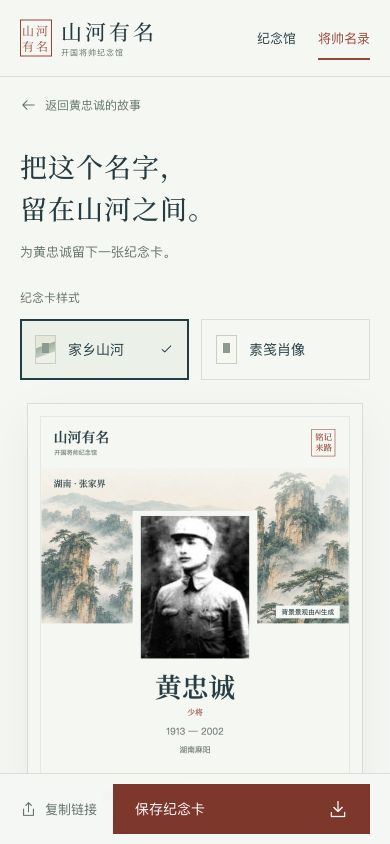 山河
有名
山河有名
开国将帅纪念馆
纪念馆
将帅名录
返回黄忠诚的故事
把这个名字，
留在山河之间。
为黄忠诚留下一张纪念卡。
纪念卡样式
家乡山河
素笺肖像
山河有名
开国将帅纪念馆
铭记
来路
湖南·张家界
背景景观由AI生成
黄忠诚
少将
1913 — 2002
湖南麻阳
复制链接
保存纪念卡